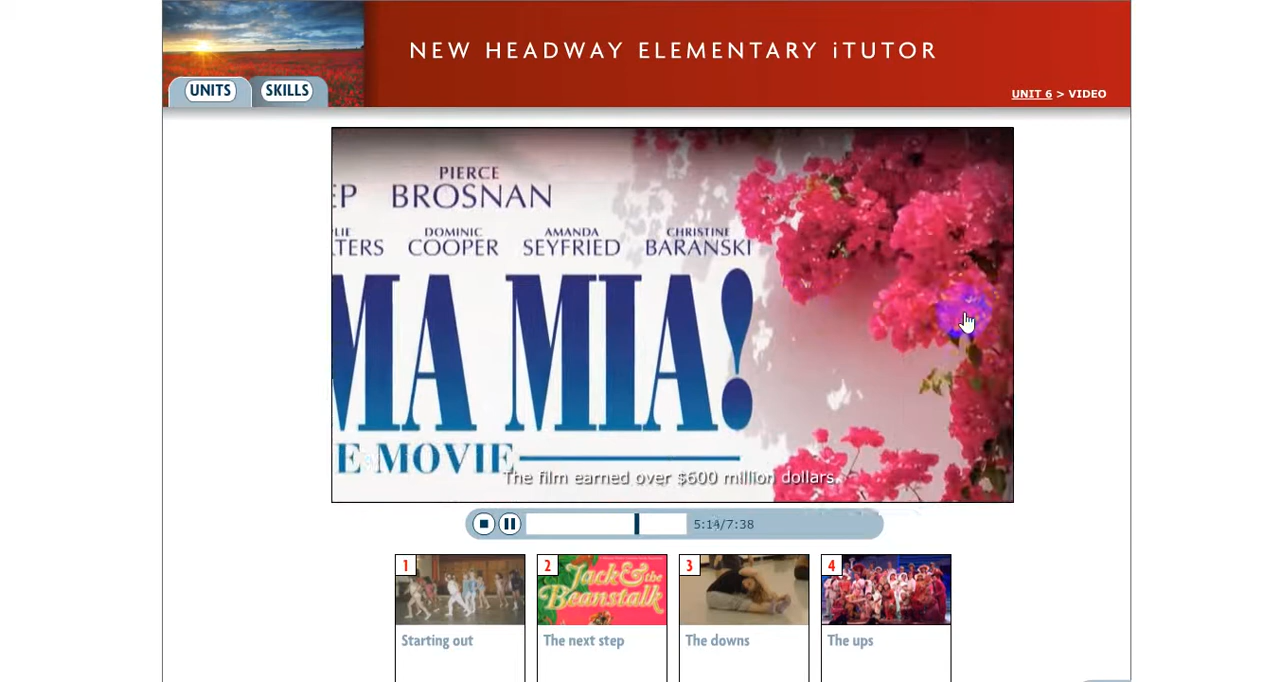 NEW HEADWAY ELEMENTARY iTUTOR
UNITS
SKILLS
UNIT 6 > VIDEO
EP
PIERCE
BROSNAN
LIE
TERS
DOMINIC
COOPER
AMANDA
SEYFRIED
CHRISTINE
BARANSKI
MA MIA!
E MOVIE
The film earned over $600 million dollars.
5:14/7:38
1
2
3
4
Jack & the
Beanstalk
Starting out
The next step
The downs
The ups